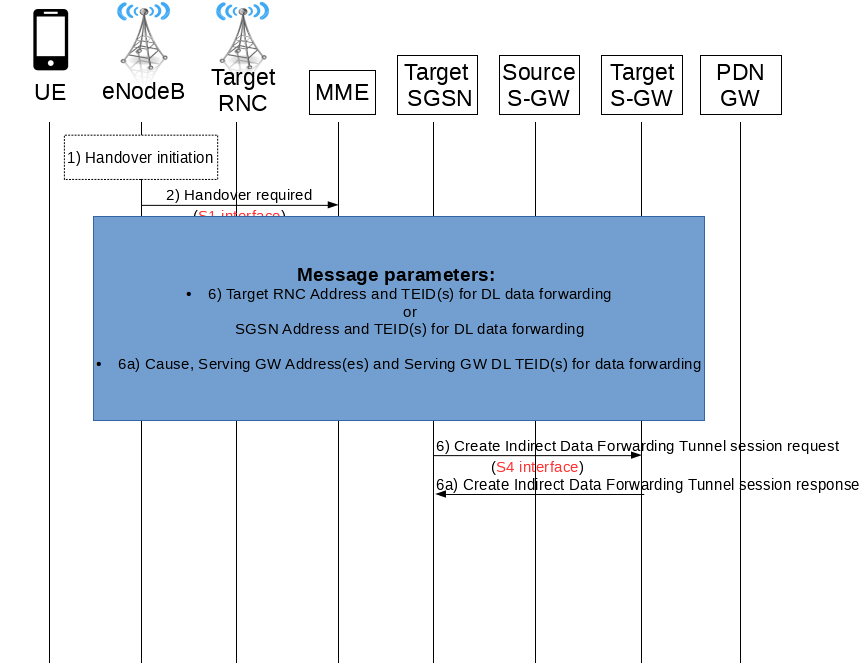 UE
eNodeB
Target
RNC
MME
Target
SGSN
Source
S-GW
Target
S-GW
PDN
GW
1) Handover initiation
2) Handover required
(S1 interface)
Message parameters:
• 6) Target RNC Address and TEID(s) for DL data forwarding
or
SGSN Address and TEID(s) for DL data forwarding
• 6a) Cause, Serving GW Address(es) and Serving GW DL TEID(s) for data forwarding
6) Create Indirect Data Forwarding Tunnel session request
(S4 interface)
6a) Create Indirect Data Forwarding Tunnel session response